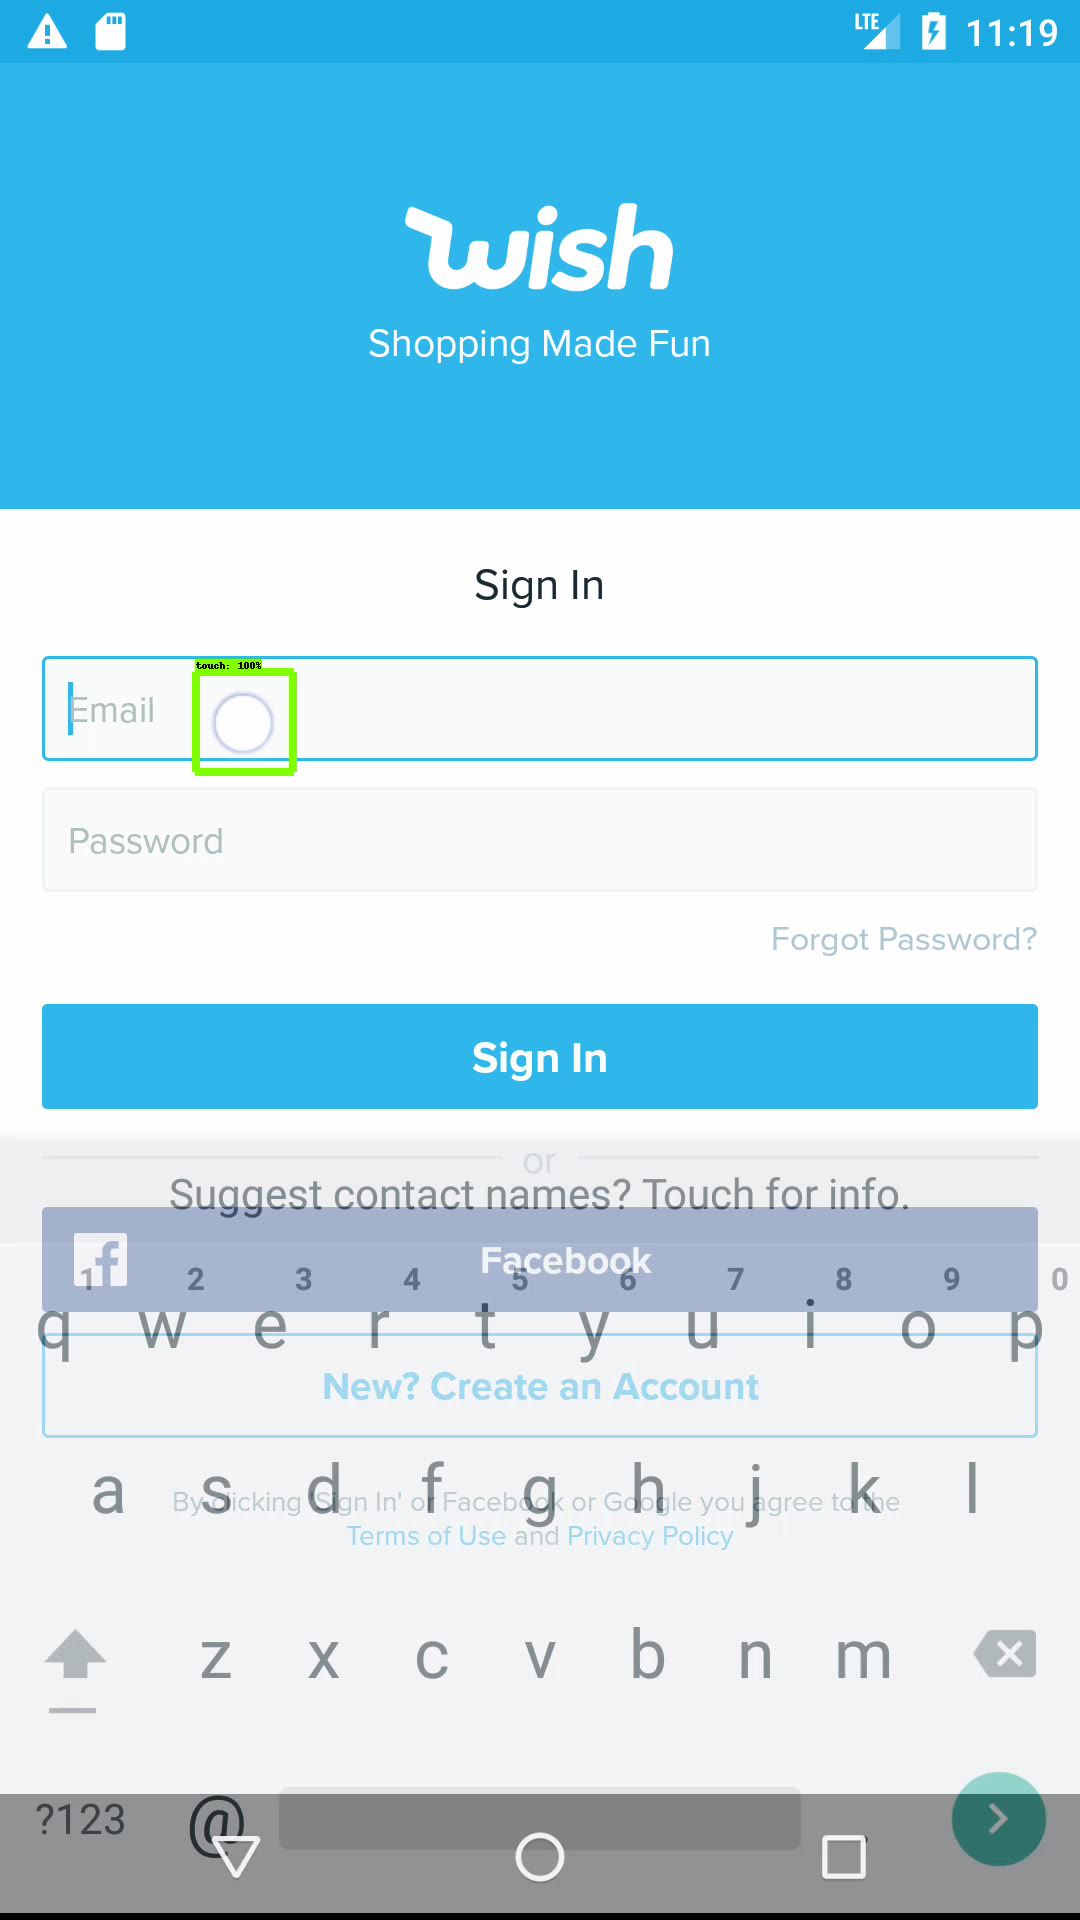 LTE 11:19
wish
Shopping Made Fun
Sign In
touch: 100%
Email
Password
Forgot Password?
Sign In
or
Suggest contact names? Touch for info.
Facebook
1 2 3 4 5 6 7 8 9 0
q w e r t y u i o p
New? Create an Account
a s d f g h j k l
By clicking 'Sign In' or Facebook or Google you agree to the
Terms of Use and Privacy Policy
z x c v b n m
?123 @